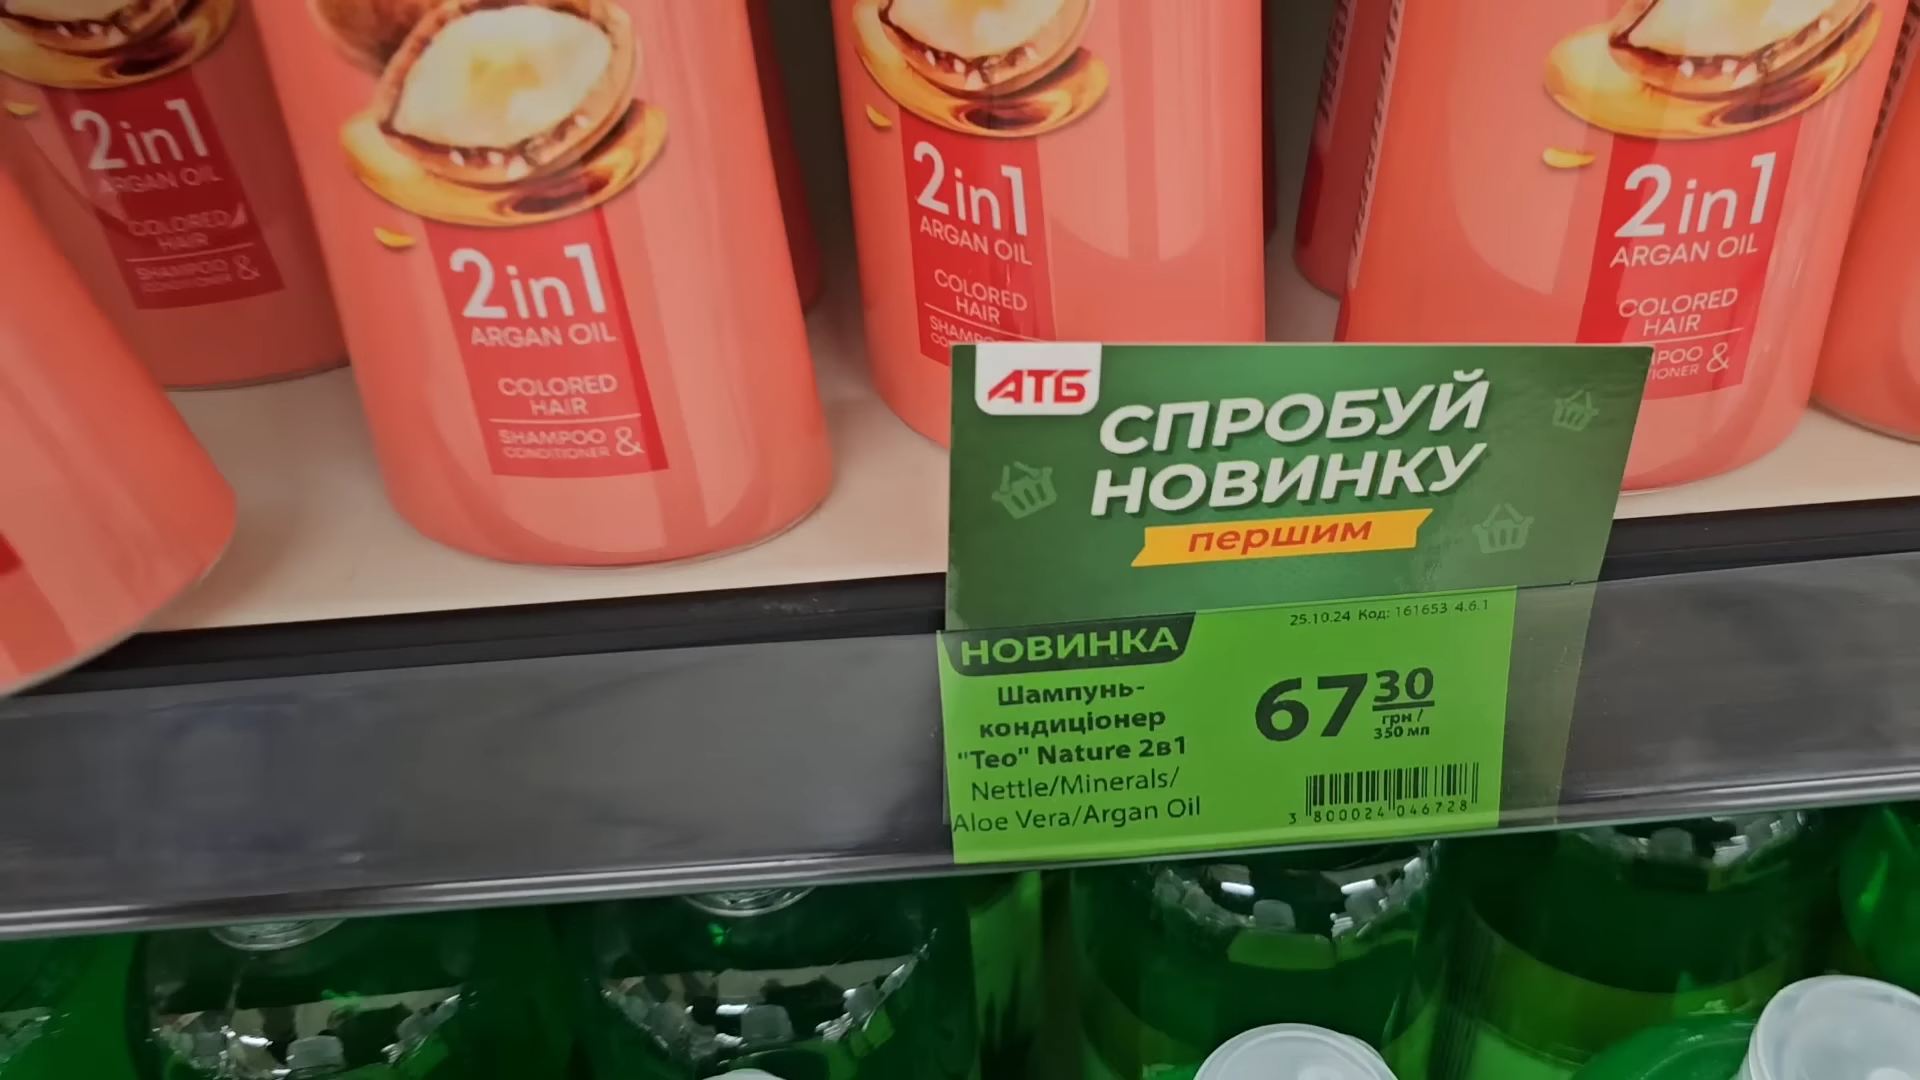 2in1
ARGAN OIL
COLORED
HAIR
SHAMPOO &
CONDITIONER
2in1
ARGAN OIL
COLORED
HAIR
SHAMPOO &
CONDITIONER
2in1
ARGAN OIL
COLORED
HAIR
2in1
ARGAN OIL
COLORED
HAIR
&
АТБ
СПРОБУЙ
НОВИНКУ
першим
25.10.24 Код: 161653 4.6.1
НОВИНКА
Шампунь-
кондиціонер
"Teo" Nature 2в1
Nettle/Minerals/
Aloe Vera/Argan Oil
67 30
грн /
350 мл
3 800024 046728